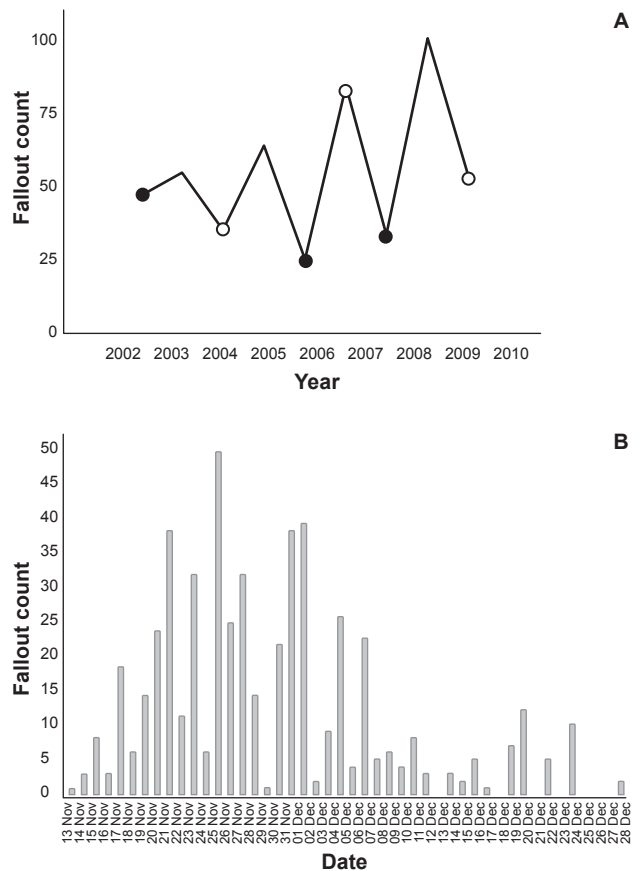 A
100
75
50
25
0
Fallout count
2002 2003 2004 2005 2006 2007 2008 2009 2010
Year
B
50
45
40
35
30
25
20
15
10
5
0
Fallout count
13 Nov
14 Nov
15 Nov
16 Nov
17 Nov
18 Nov
19 Nov
20 Nov
21 Nov
22 Nov
23 Nov
24 Nov
25 Nov
26 Nov
27 Nov
28 Nov
29 Nov
30 Nov
31 Nov
01 Dec
02 Dec
03 Dec
04 Dec
05 Dec
06 Dec
07 Dec
08 Dec
09 Dec
10 Dec
11 Dec
12 Dec
13 Dec
14 Dec
15 Dec
16 Dec
17 Dec
18 Dec
19 Dec
20 Dec
21 Dec
22 Dec
23 Dec
24 Dec
25 Dec
26 Dec
27 Dec
28 Dec
Date